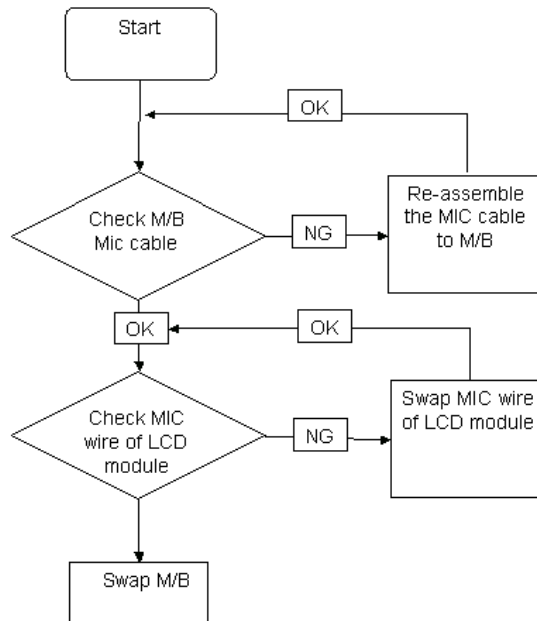 Start
OK
Check M/B
Mic cable
NG
Re-assemble
the MIC cable
to M/B
OK
OK
Check MIC
wire of LCD
module
NG
Swap MIC wire
of LCD module
Swap M/B